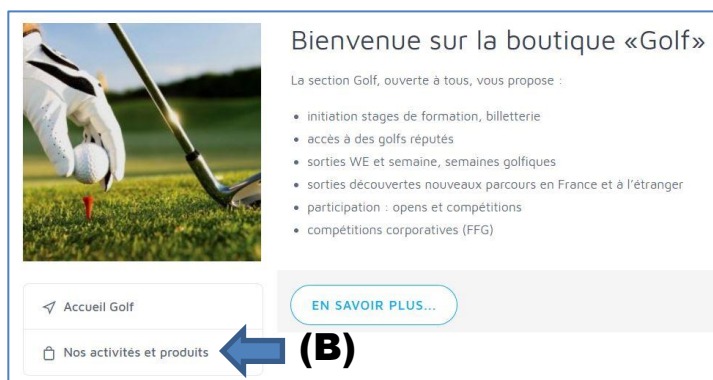 Bienvenue sur la boutique «Golf»
La section Golf, ouverte à tous, vous propose :
• initiation stages de formation, billetterie
• accès à des golfs réputés
• sorties WE et semaine, semaines golfiques
• sorties découvertes nouveaux parcours en France et à l'étranger
• participation : opens et compétitions
• compétitions corporatives (FFG)
Accueil Golf
EN SAVOIR PLUS...
Nos activités et produits
(B)